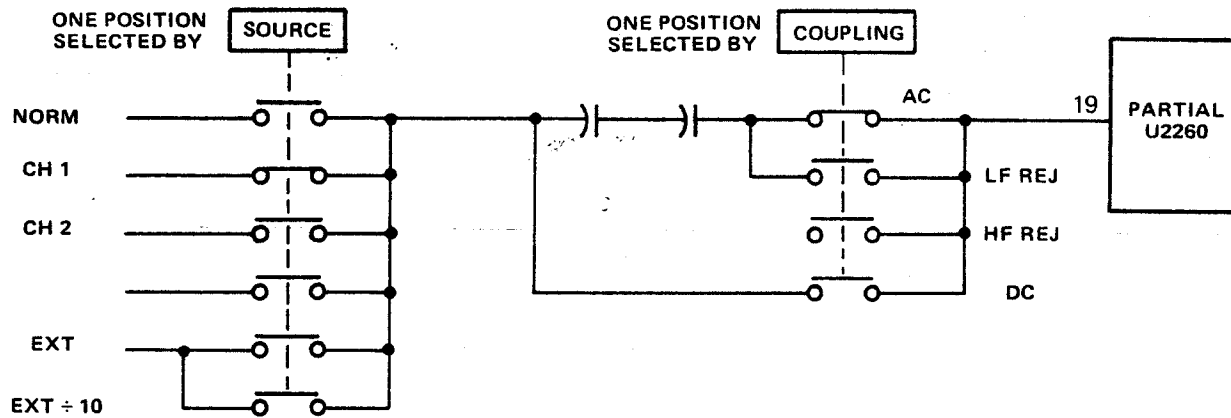 ONE POSITION
SELECTED BY
SOURCE
ONE POSITION
SELECTED BY
COUPLING
NORM
CH 1
CH 2
EXT
EXT ÷ 10
AC
LF REJ
HF REJ
DC
19
PARTIAL
U2260